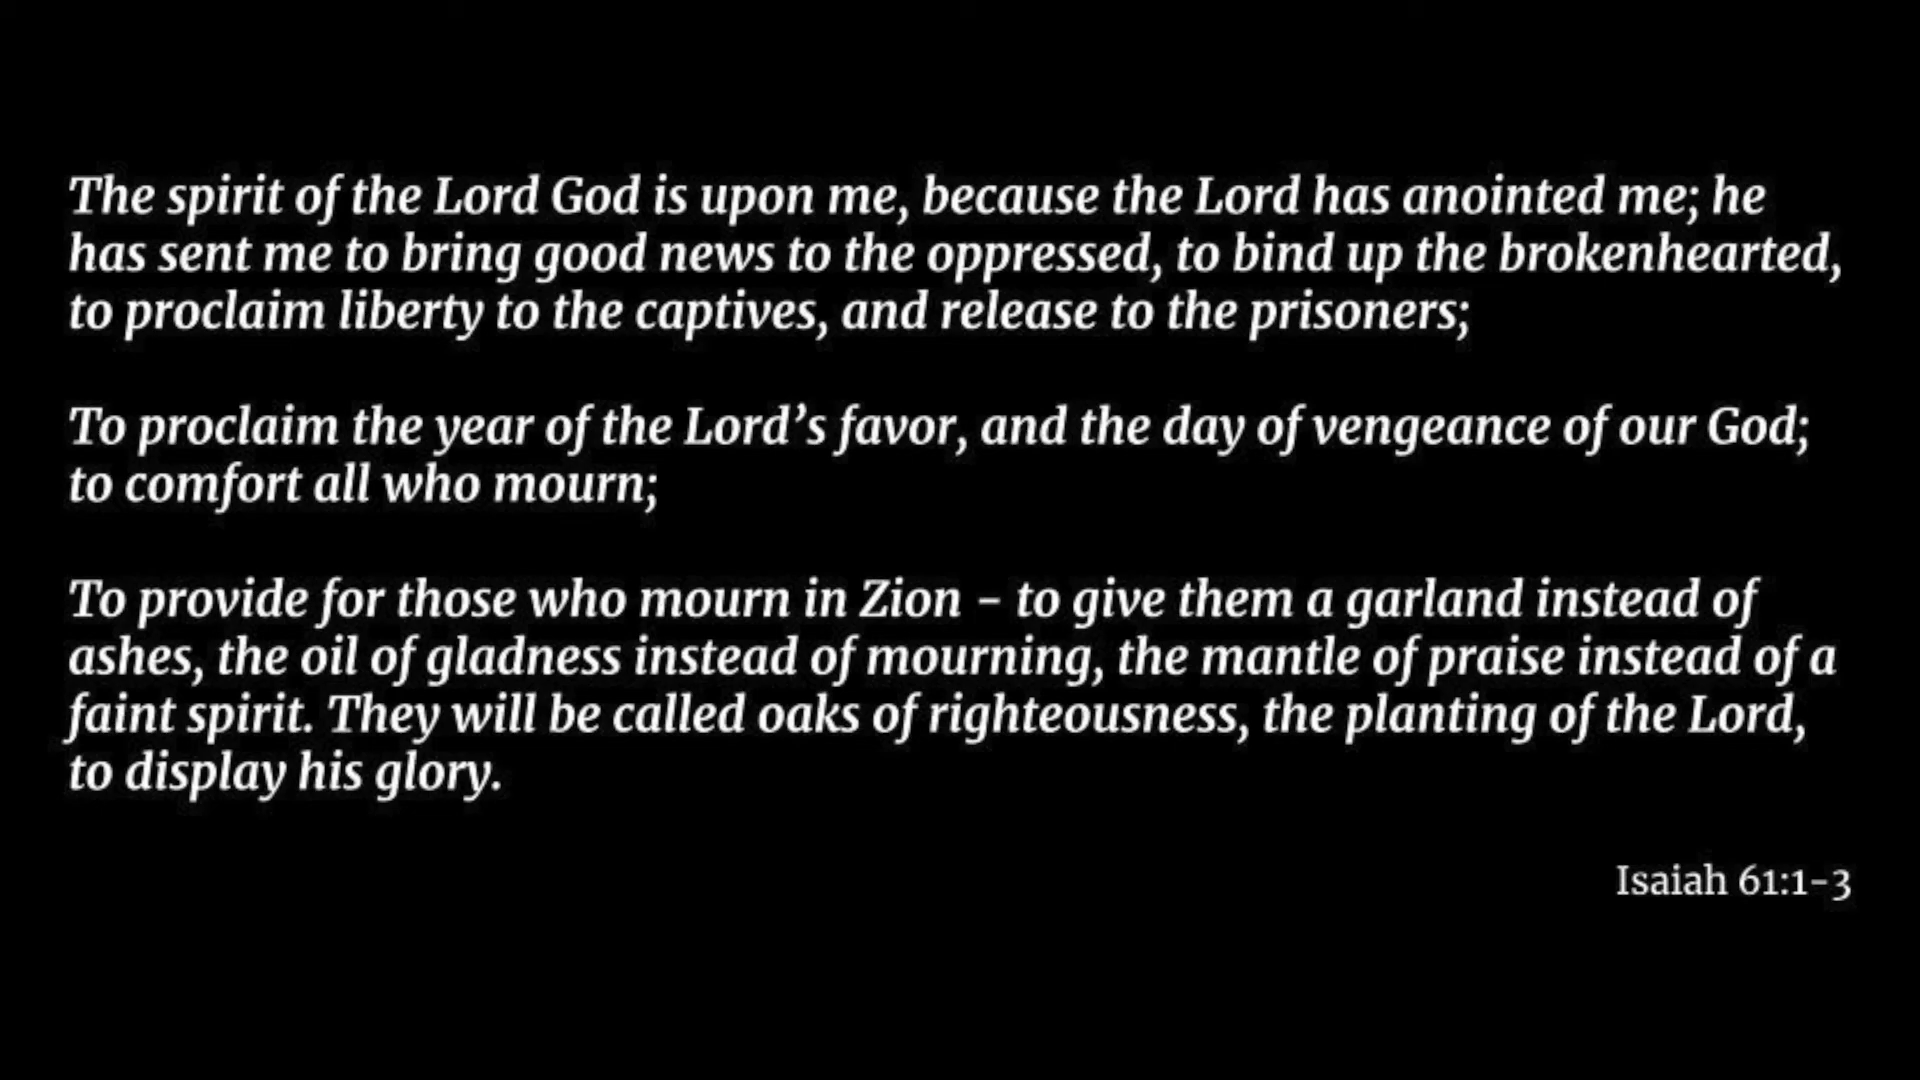 The spirit of the Lord God is upon me, because the Lord has anointed me; he
has sent me to bring good news to the oppressed, to bind up the brokenhearted,
to proclaim liberty to the captives, and release to the prisoners;
To proclaim the year of the Lord’s favor, and the day of vengeance of our God;
to comfort all who mourn;
To provide for those who mourn in Zion – to give them a garland instead of
ashes, the oil of gladness instead of mourning, the mantle of praise instead of a
faint spirit. They will be called oaks of righteousness, the planting of the Lord,
to display his glory.
Isaiah 61:1-3